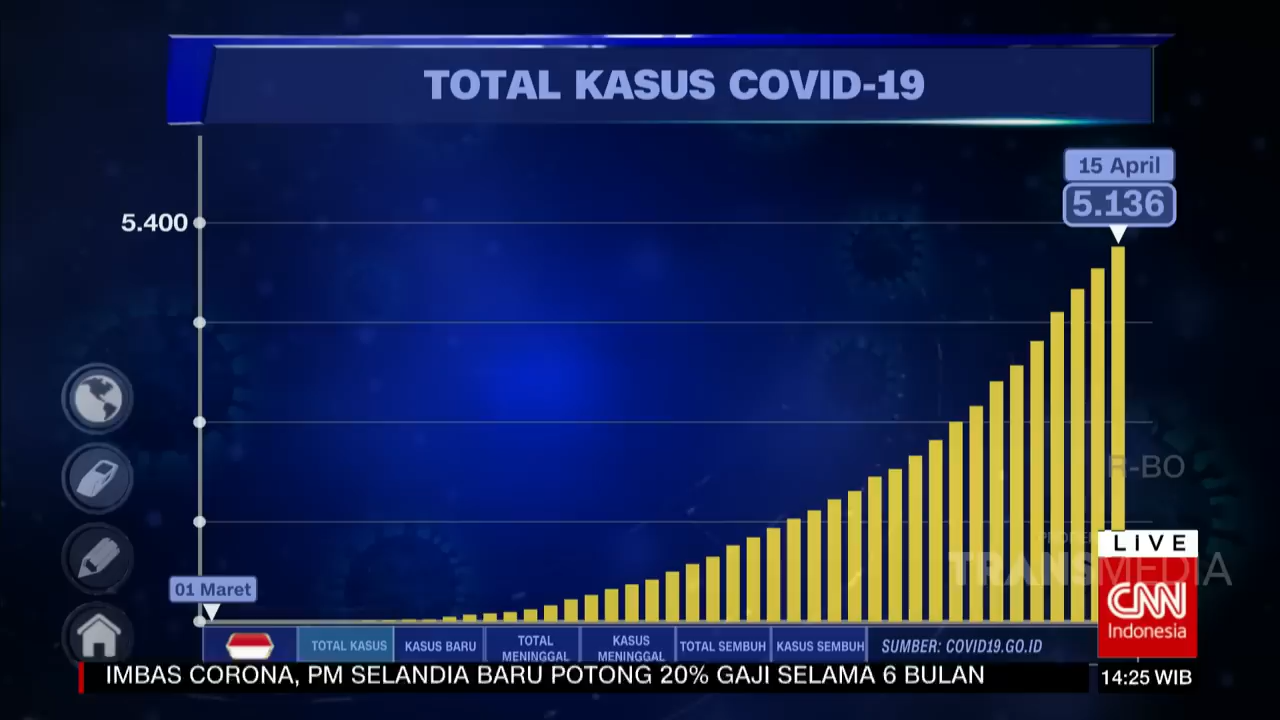 TOTAL KASUS COVID-19
15 April
5.136
5.400
R-BO
TRANSMEDIA
LIVE
CNN
Indonesia
01 Maret
TOTAL KASUS
KASUS BARU
TOTAL
MENINGGAL
KASUS
MENINGGAL
TOTAL SEMBUH
KASUS SEMBUH
SUMBER: COVID19.GO.ID
IMBAS CORONA, PM SELANDIA BARU POTONG 20% GAJI SELAMA 6 BULAN
14:25 WIB